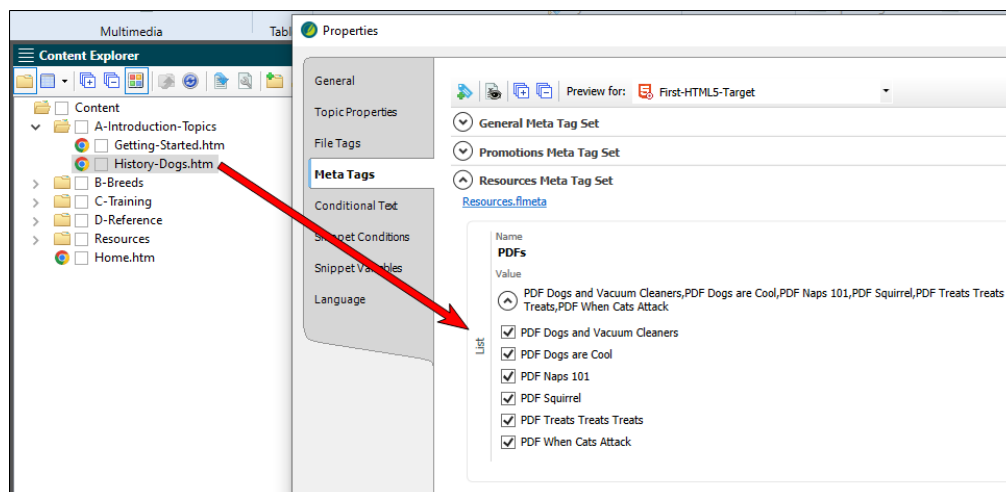 Multimedia
Tabl
Properties
Content Explorer
Content
A-Introduction-Topics
Getting-Started.htm
History-Dogs.htm
B-Breeds
C-Training
D-Reference
Resources
Home.htm
General
Topic Properties
File Tags
Meta Tags
Conditional Text
Snippet Conditions
Snippet Variables
Language
Preview for: First-HTML5-Target
General Meta Tag Set
Promotions Meta Tag Set
Resources Meta Tag Set
Resources.flmeta
Name
PDFs
Value
PDF Dogs and Vacuum Cleaners,PDF Dogs are Cool,PDF Naps 101,PDF Squirrel,PDF Treats Treats
Treats,PDF When Cats Attack
List
PDF Dogs and Vacuum Cleaners
PDF Dogs are Cool
PDF Naps 101
PDF Squirrel
PDF Treats Treats Treats
PDF When Cats Attack